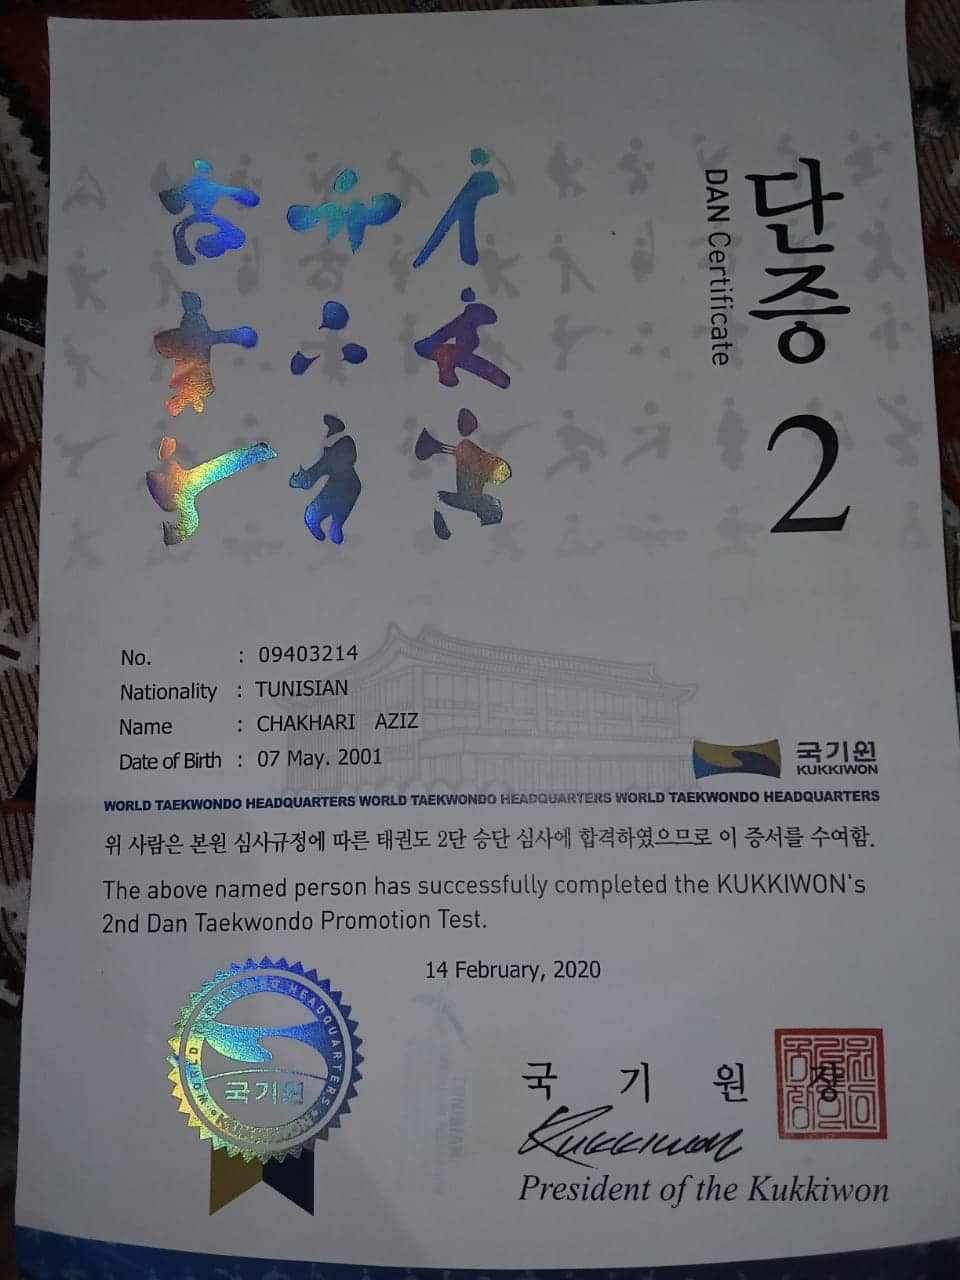 단증
DAN Certificate
2
No. : 09403214
Nationality : TUNISIAN
Name : CHAKHARI AZIZ
Date of Birth : 07 May. 2001
국기원
KUKKIWON
WORLD TAEKWONDO HEADQUARTERS WORLD TAEKWONDO HEADQUARTERS WORLD TAEKWONDO HEADQUARTERS
위 사람은 본원 심사규정에 따른 태권도 2단 승단 심사에 합격하였으므로 이 증서를 수여함.
The above named person has successfully completed the KUKKIWON's
2nd Dan Taekwondo Promotion Test.
14 February, 2020
WORLD TAEKWONDO HEADQUARTERS
국기원
KUKKIWON
국 기 원 장
Kukkiwon
President of the Kukkiwon